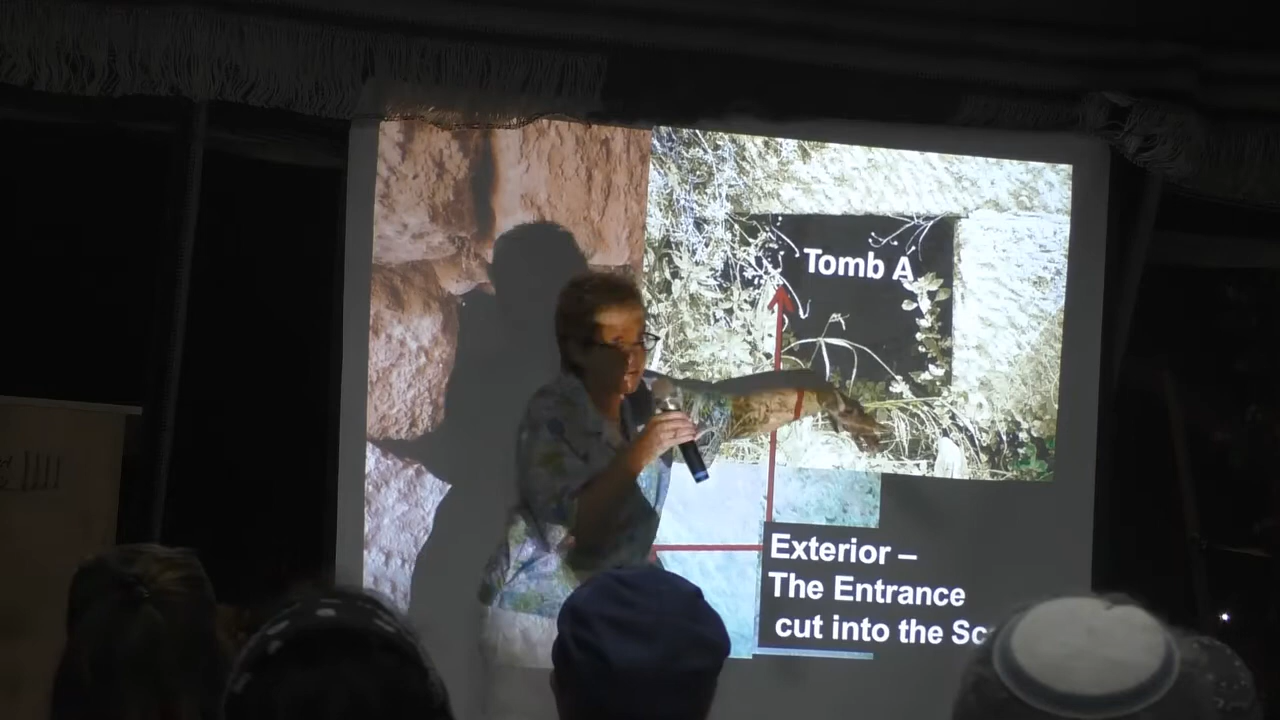 Tomb A
Exterior –
The Entrance
cut into the